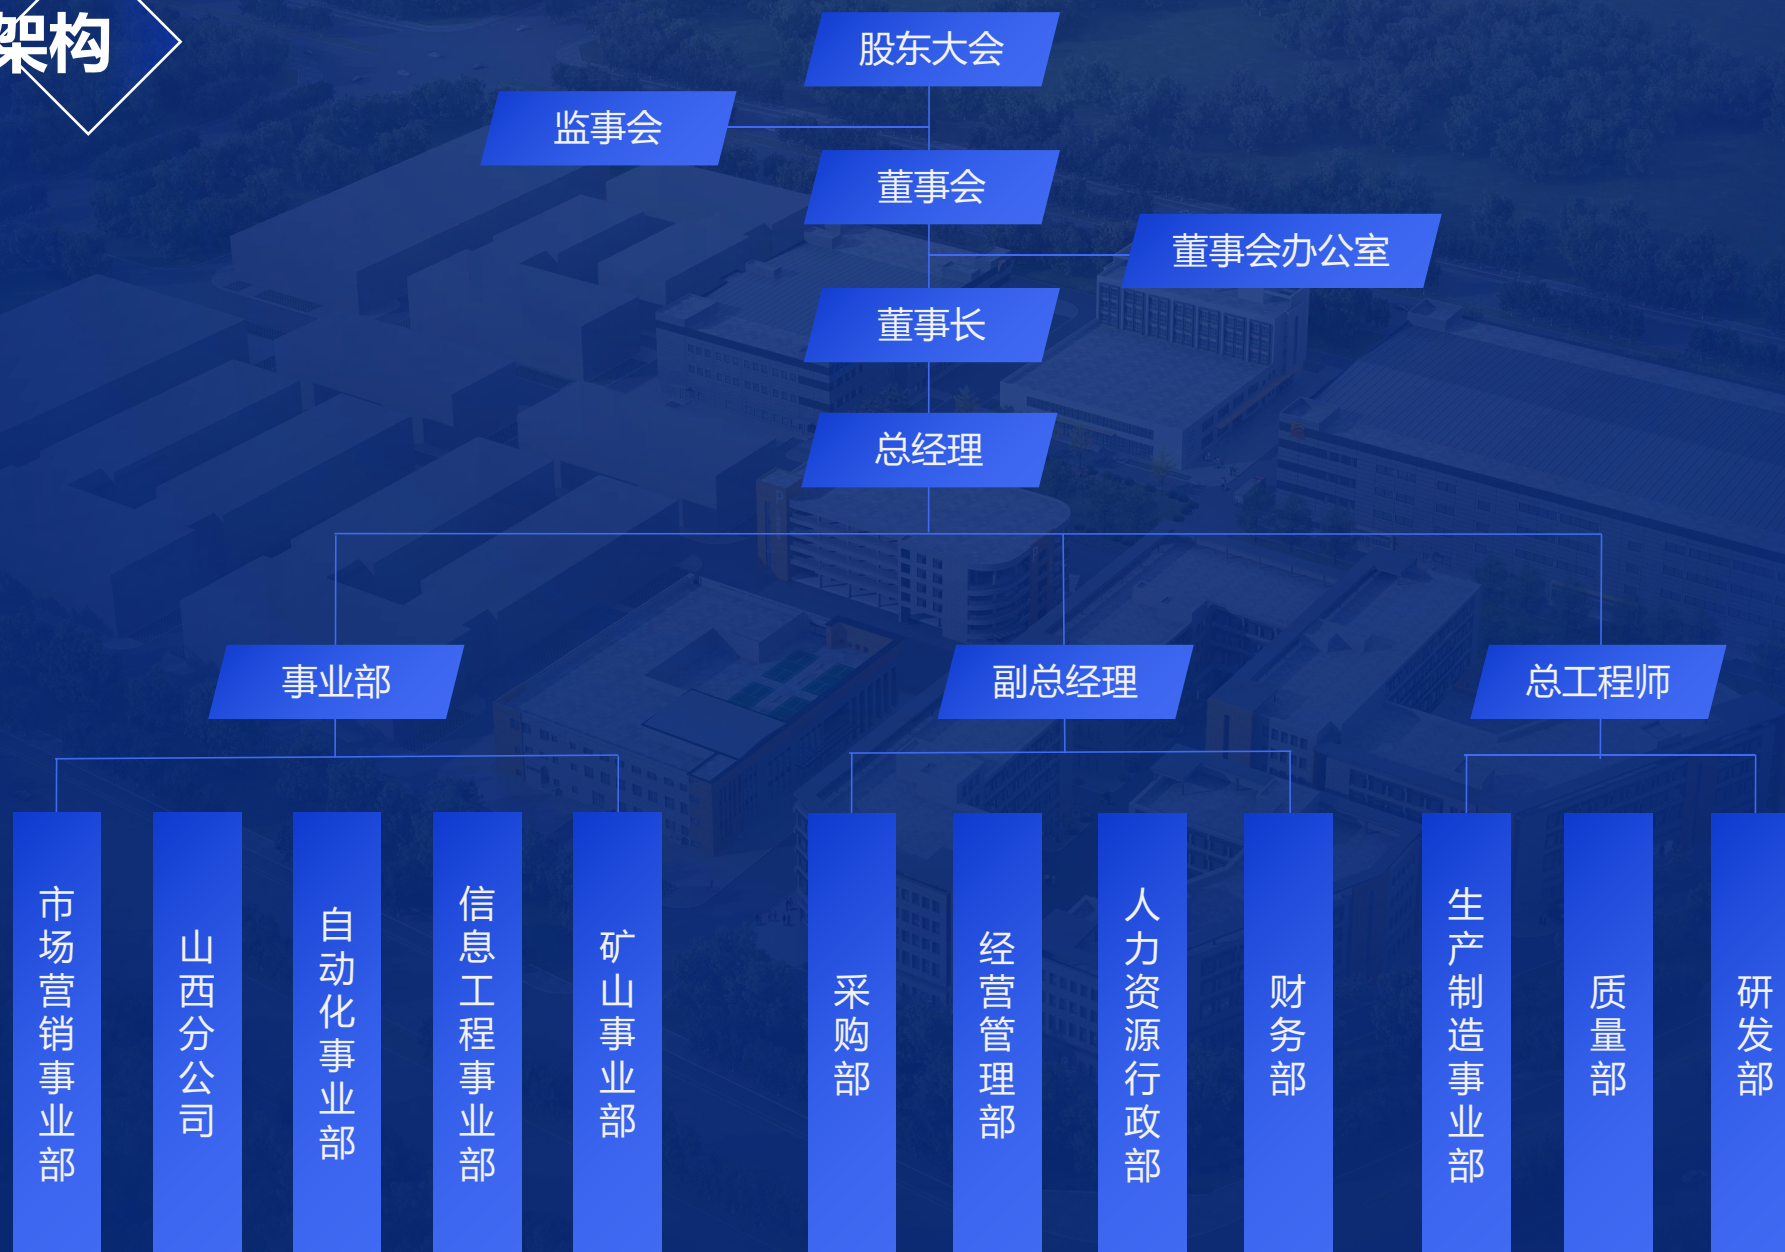 架构
股东大会
监事会
董事会
董事会办公室
董事长
总经理
事业部
副总经理
总工程师
市场营销事业部
山西分公司
自动化事业部
信息工程事业部
矿山事业部
采购部
经营管理部
人力资源行政部
财务部
生产制造事业部
质量部
研发部